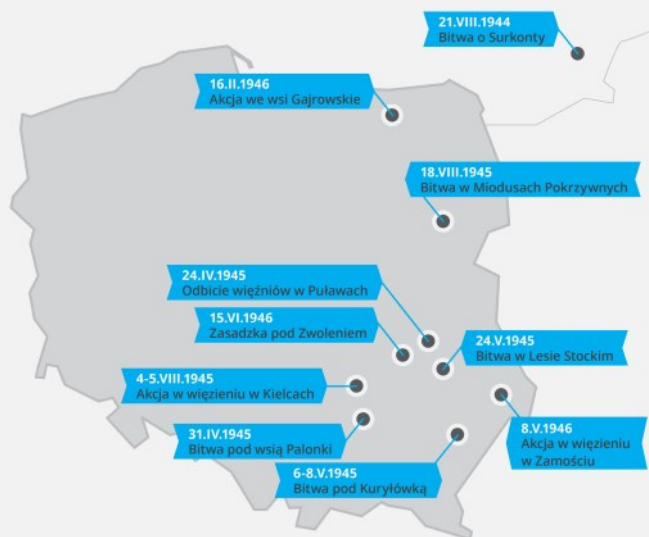 21.VIII.1944
Bitwa o Surkonty
16.II.1946
Akcja we wsi Gajrowskie
18.VIII.1945
Bitwa w Miodusach Pokrzywnych
24.IV.1945
Odbicie więźniów w Puławach
15.VI.1946
Zasadzka pod Zwoleniem
24.V.1945
Bitwa w Lesie Stockim
4-5.VIII.1945
Akcja w więzieniu w Kielcach
8.V.1946
Akcja w więzieniu
w Zamościu
31.IV.1945
Bitwa pod wsią Palonki
6-8.V.1945
Bitwa pod Kuryłówką